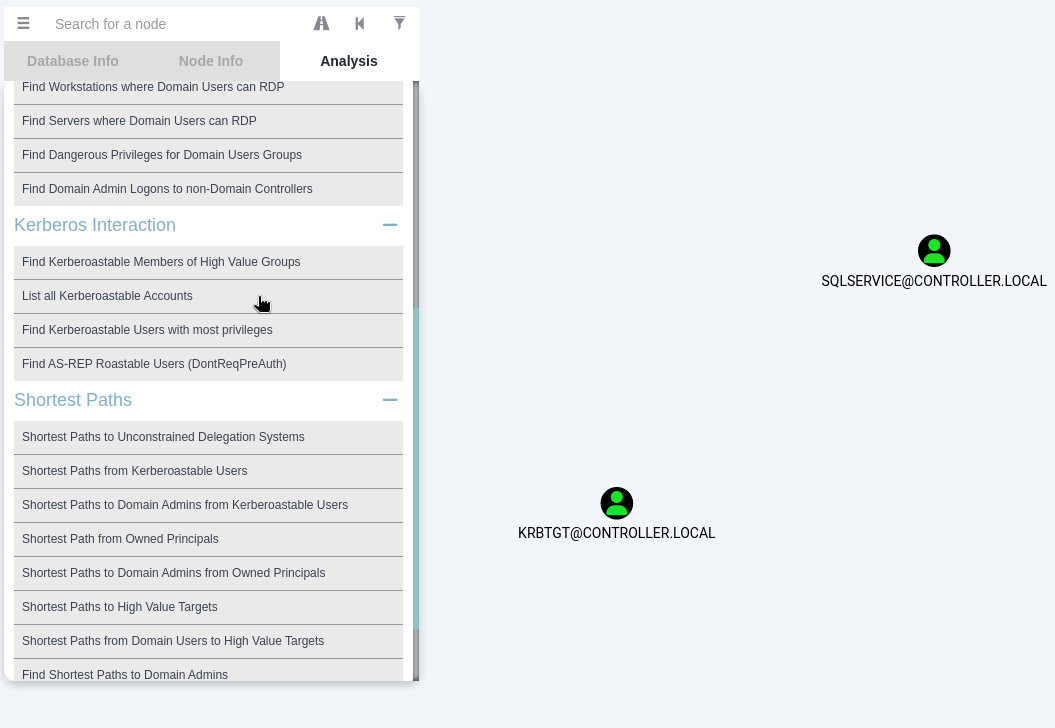 Search for a node
Database Info
Node Info
Analysis
Find Workstations where Domain Users can RDP
Find Servers where Domain Users can RDP
Find Dangerous Privileges for Domain Users Groups
Find Domain Admin Logons to non-Domain Controllers
Kerberos Interaction
Find Kerberoastable Members of High Value Groups
List all Kerberoastable Accounts
Find Kerberoastable Users with most privileges
Find AS-REP Roastable Users (DontReqPreAuth)
Shortest Paths
Shortest Paths to Unconstrained Delegation Systems
Shortest Paths from Kerberoastable Users
Shortest Paths to Domain Admins from Kerberoastable Users
Shortest Path from Owned Principals
Shortest Paths to Domain Admins from Owned Principals
Shortest Paths to High Value Targets
Shortest Paths from Domain Users to High Value Targets
Find Shortest Paths to Domain Admins
SQLSERVICE@CONTROLLER.LOCAL
KRBTGT@CONTROLLER.LOCAL